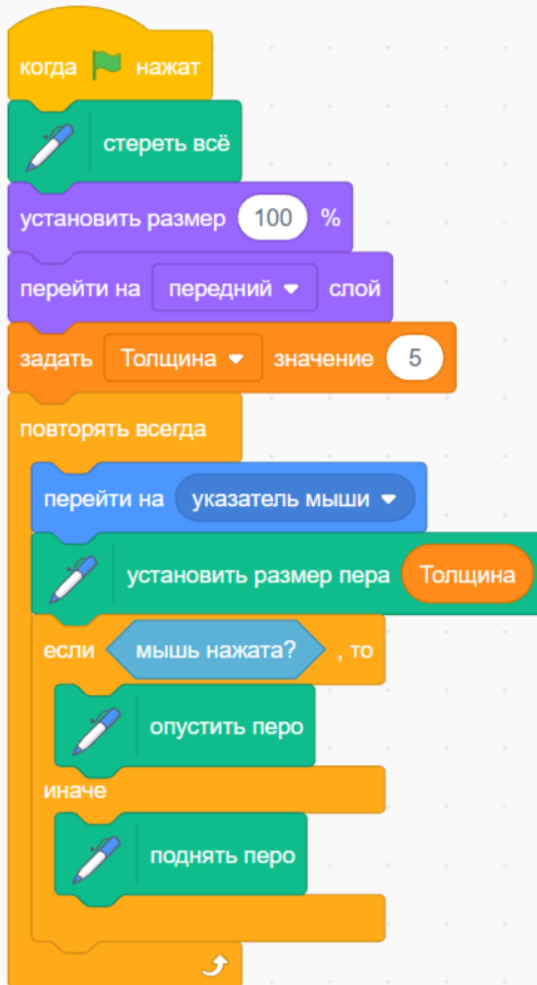 когда нажат
стереть всё
установить размер 100 %
перейти на передний слой
задать Толщина значение 5
повторять всегда
перейти на указатель мыши
установить размер пера Толщина
если мышь нажата? , то
опустить перо
иначе
поднять перо